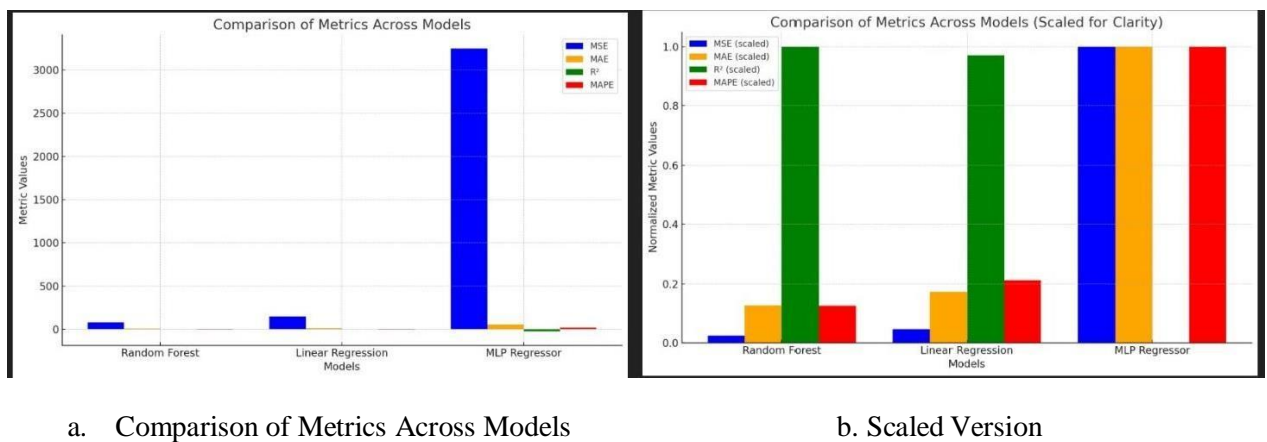 Comparison of Metrics Across Models
MSE
MAE
R²
MAPE
3000
2500
2000
1500
1000
500
0
Metric Values
Random Forest
Linear Regression
MLP Regressor
Models
Comparison of Metrics Across Models (Scaled for Clarity)
MSE (scaled)
MAE (scaled)
R² (scaled)
MAPE (scaled)
1.0
0.8
0.6
0.4
0.2
0.0
Normalized Metric Values
Random Forest
Linear Regression
MLP Regressor
Models
a. Comparison of Metrics Across Models
b. Scaled Version